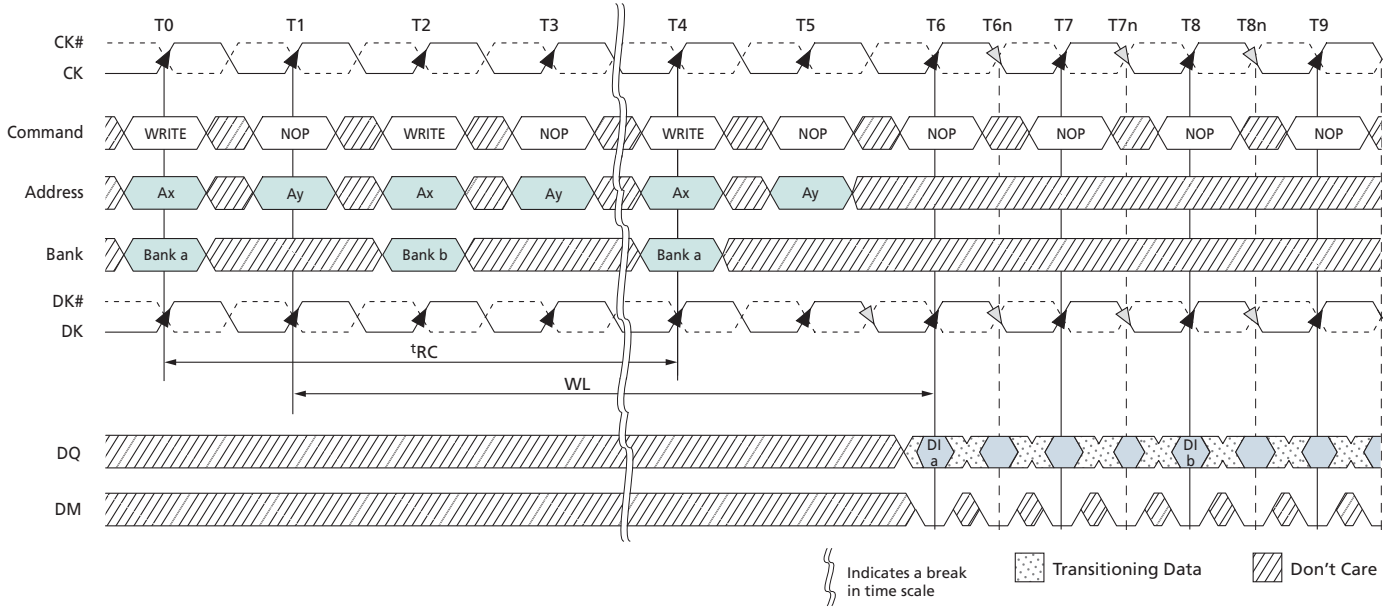 T0 T1 T2 T3 T4 T5 T6 T6n T7 T7n T8 T8n T9
CK#
CK
Command WRITE NOP WRITE NOP WRITE NOP NOP NOP NOP NOP
Address Ax Ay Ax Ay Ax Ay
Bank Bank a Bank b Bank a
DK#
DK
tRC
WL
DQ DI a DI b
DM
Indicates a break
in time scale
Transitioning Data
Don't Care